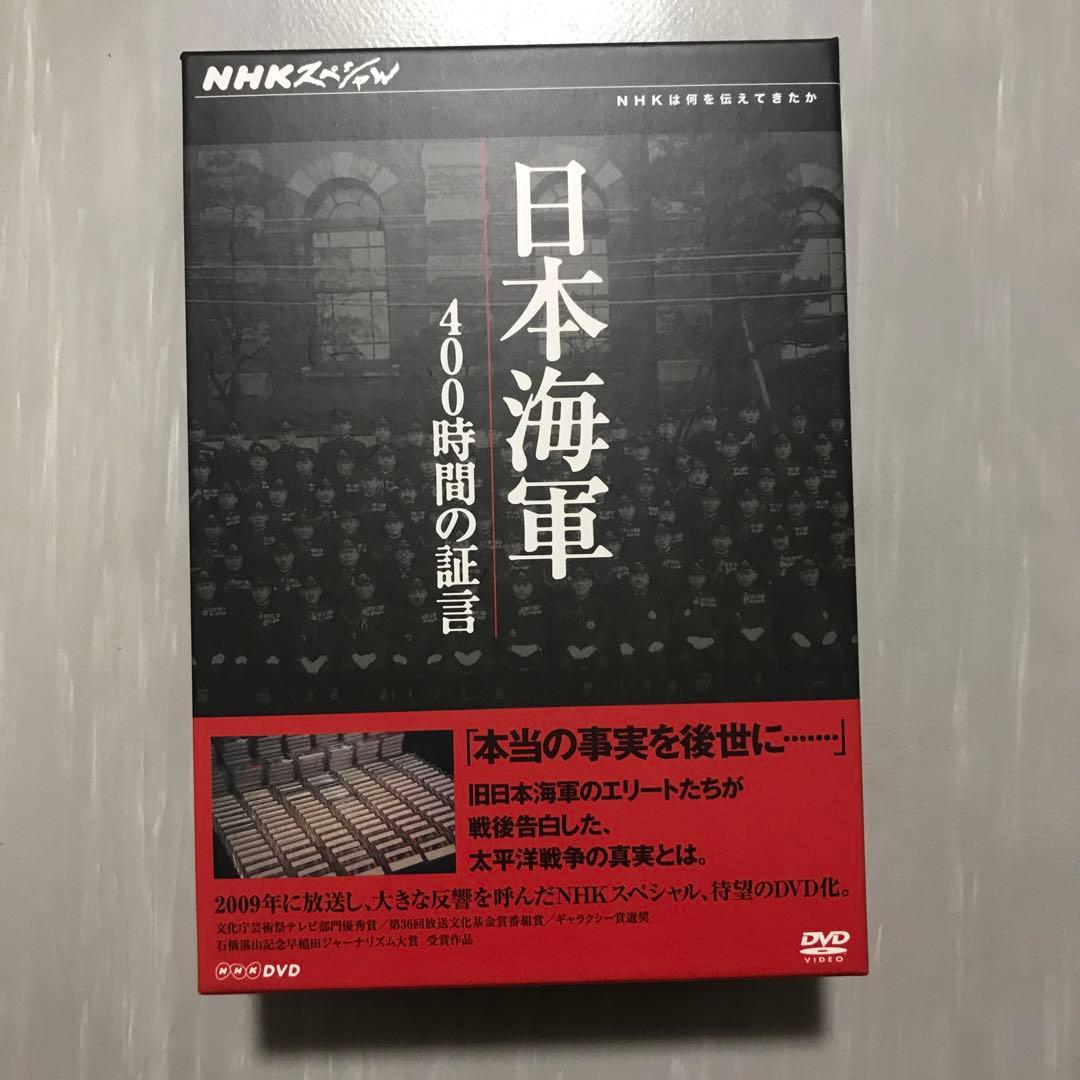 NHKスペシャル
NHKは何を伝えてきたか
日本海軍
400時間の証言
「本当の事実を後世に……」
旧日本海軍のエリートたちが
戦後告白した、
太平洋戦争の真実とは。
2009年に放送し、大きな反響を呼んだNHKスペシャル、待望のDVD化。
文化庁芸術祭テレビ部門優秀賞／第36回放送文化基金賞番組賞／ギャラクシー賞選奨
石橋湛山記念早稲田ジャーナリズム大賞 受賞作品
NHK DVD
DVD
VIDEO